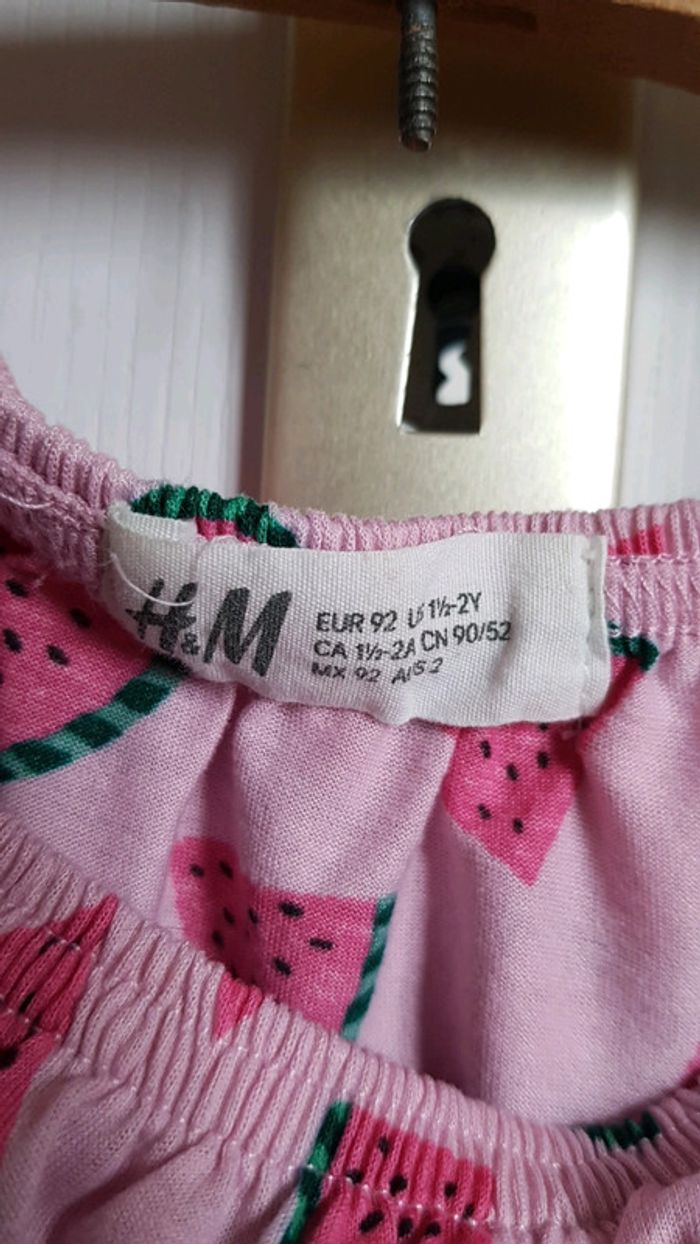 H&M
EUR 92 US 1½-2Y
CA 1½-2A CN 90/52
MX 92 AUS 2